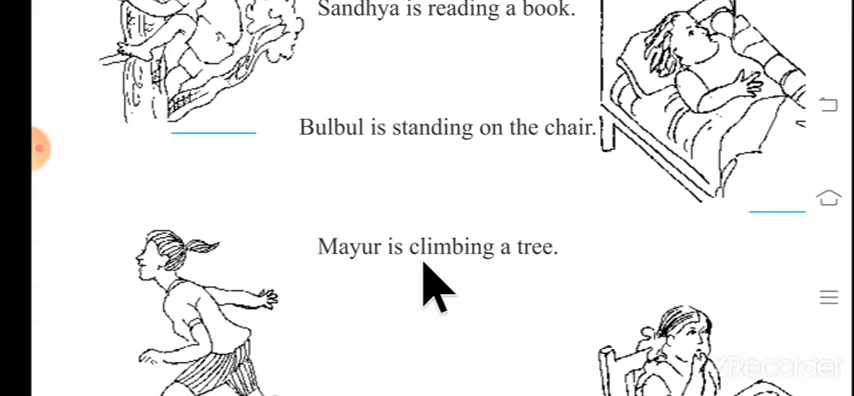 Sandhya is reading a book.
Bulbul is standing on the chair.
Mayur is climbing a tree.